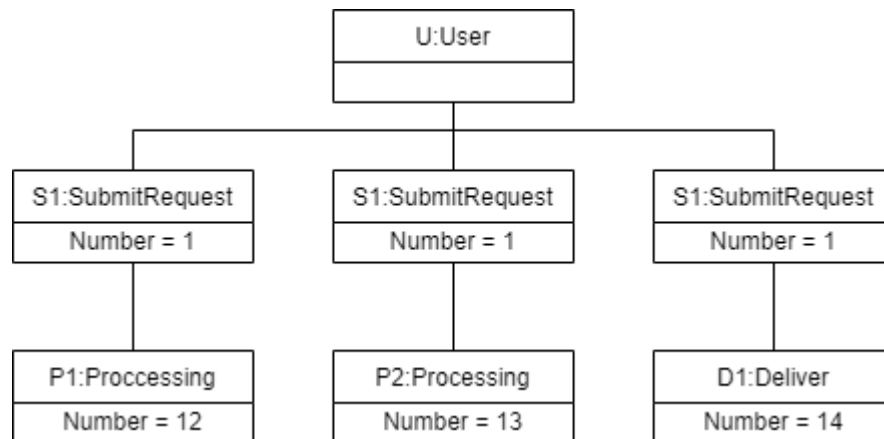 U:User
S1:SubmitRequest
Number = 1
S1:SubmitRequest
Number = 1
S1:SubmitRequest
Number = 1
P1:Proccessing
Number = 12
P2:Processing
Number = 13
D1:Deliver
Number = 14